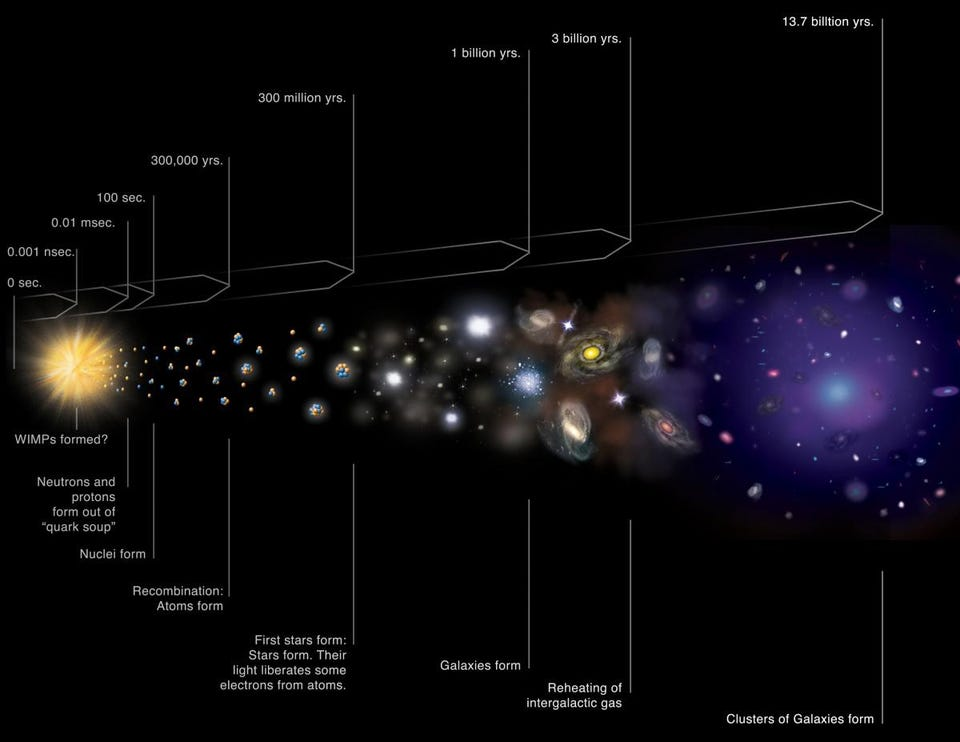 13.7 billtion yrs.
3 billion yrs.
1 billion yrs.
300 million yrs.
300,000 yrs.
100 sec.
0.01 msec.
0.001 nsec.
0 sec.
WIMPs formed?
Neutrons and
protons
form out of
“quark soup”
Nuclei form
Recombination:
Atoms form
First stars form:
Stars form. Their
light liberates some
electrons from atoms.
Galaxies form
Reheating of
intergalactic gas
Clusters of Galaxies form